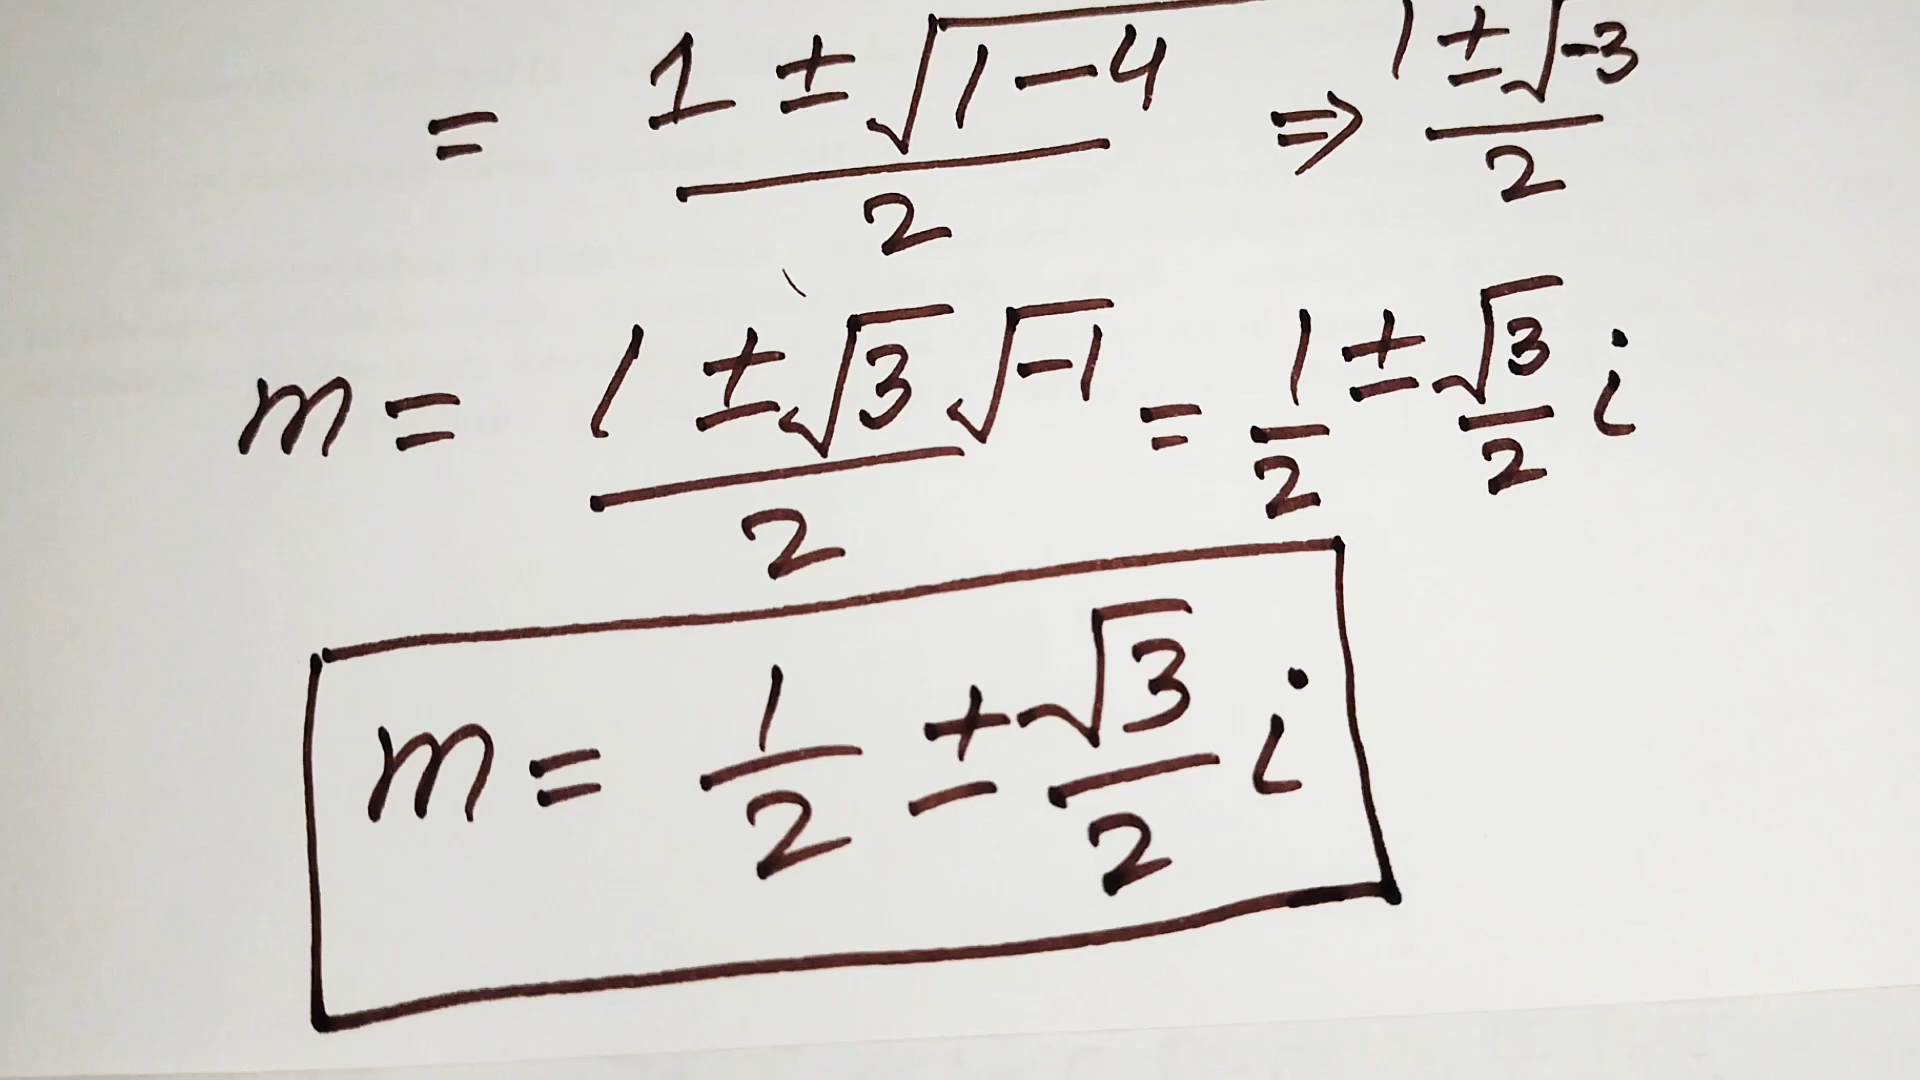 = (1 ± √(1-4))/2 ⇒ (1 ± √-3)/2
m = (1 ± √3 √-1)/2 = 1/2 ± √3/2 i
m = 1/2 ± √3/2 i